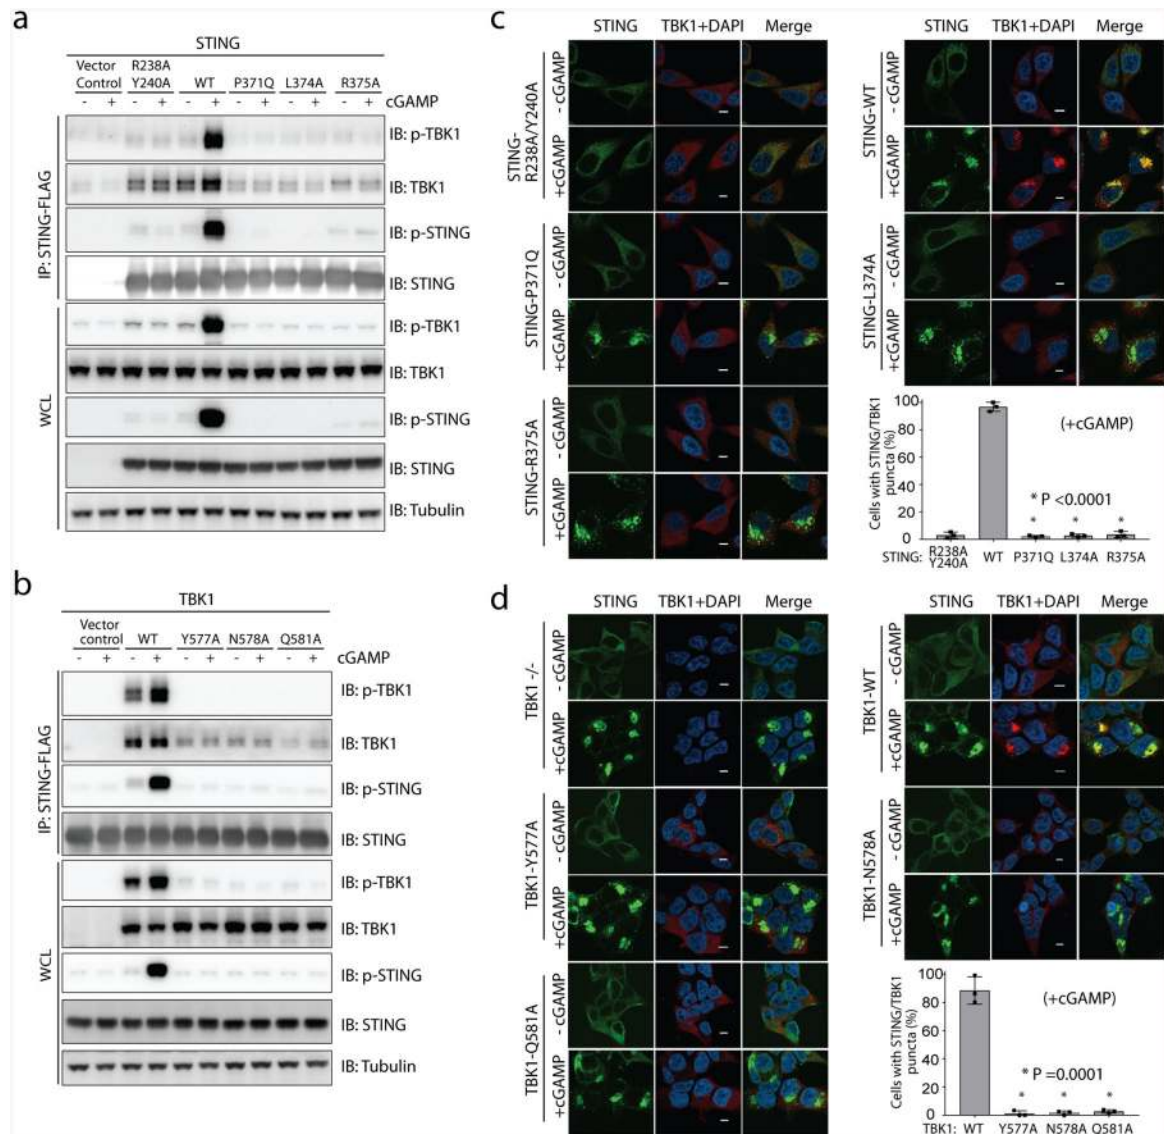 a
STING
Vector Control
R238A Y240A
WT
P371Q
L374A
R375A
- + - + - + - + - + - + cGAMP
IP: STING-FLAG
IB: p-TBK1
IB: TBK1
IB: p-STING
IB: STING
WCL
IB: p-TBK1
IB: TBK1
IB: p-STING
IB: STING
IB: Tubulin
b
TBK1
Vector control
WT
Y577A
N578A
Q581A
- + - + - + - + - + cGAMP
IP: STING-FLAG
IB: p-TBK1
IB: TBK1
IB: p-STING
IB: STING
WCL
IB: p-TBK1
IB: TBK1
IB: p-STING
IB: STING
IB: Tubulin
c
STING TBK1+DAPI Merge
STING-R238A/Y240A
- cGAMP
+cGAMP
STING-P371Q
- cGAMP
+cGAMP
STING-R375A
- cGAMP
+cGAMP
STING TBK1+DAPI Merge
STING-WT
- cGAMP
+cGAMP
STING-L374A
- cGAMP
+cGAMP
Cells with STING/TBK1
puncta (%)
100
80
60
40
20
0
(+cGAMP)
* P <0.0001
* * *
STING: R238A Y240A WT P371Q L374A R375A
d
STING TBK1+DAPI Merge
TBK1 -/-
- cGAMP
+cGAMP
TBK1-Y577A
- cGAMP
+cGAMP
TBK1-Q581A
- cGAMP
+cGAMP
STING TBK1+DAPI Merge
TBK1-WT
- cGAMP
+cGAMP
TBK1-N578A
- cGAMP
+cGAMP
Cells with STING/TBK1
puncta (%)
100
80
60
40
20
0
(+cGAMP)
* P =0.0001
* * *
TBK1: WT Y577A N578A Q581A